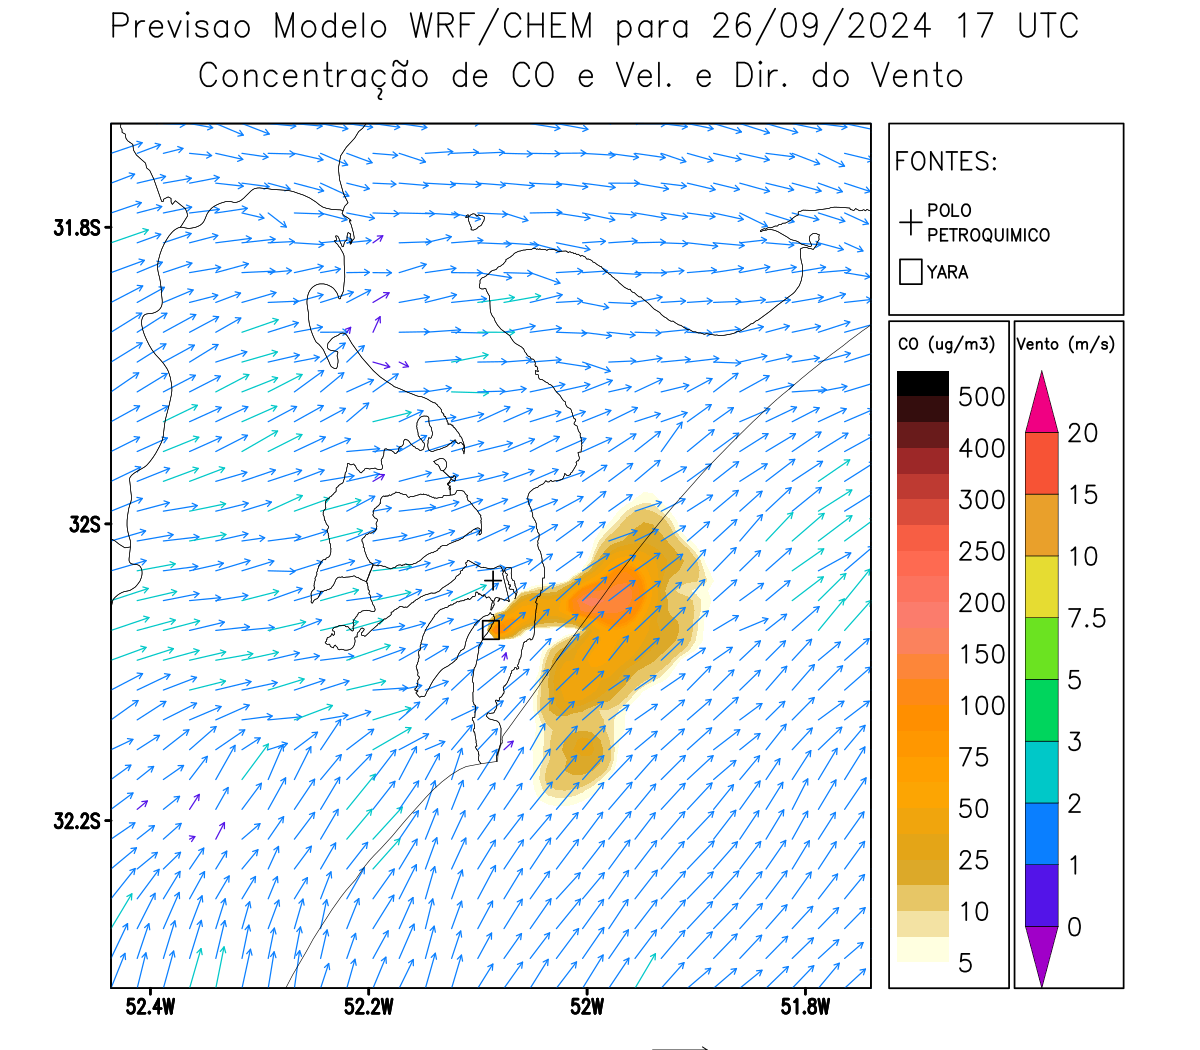 Previsao Modelo WRF/CHEM para 26/09/2024 17 UTC
Concentração de CO e Vel. e Dir. do Vento
FONTES:
POLO
PETROQUIMICO
YARA
CO (ug/m3)
500
400
300
250
200
150
100
75
50
25
10
5
Vento (m/s)
20
15
10
7.5
5
3
2
1
0
31.8S
32S
32.2S
52.4W
52.2W
52W
51.8W